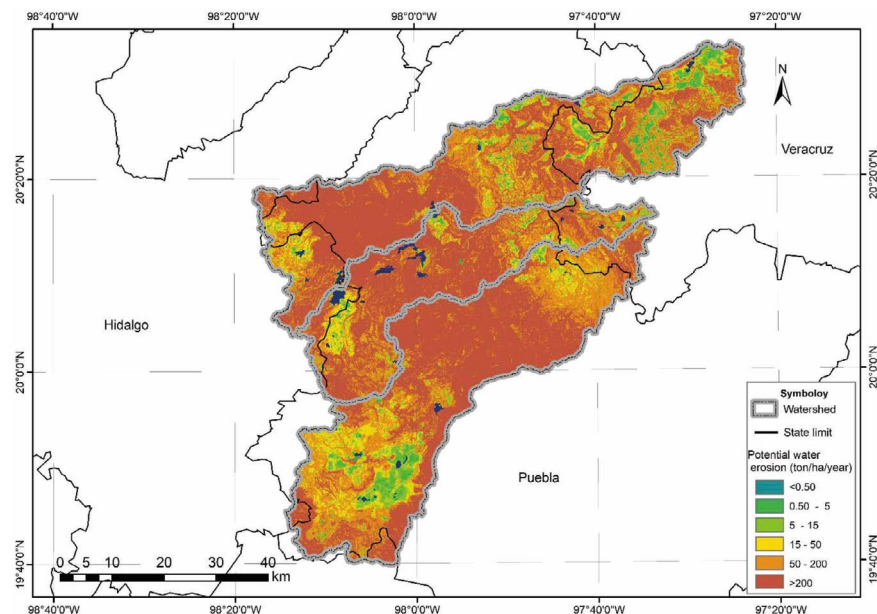 98°40'0"W 98°20'0"W 98°0'0"W 97°40'0"W 97°20'0"W
N
Veracruz
20°20'0"N 20°20'0"N
Hidalgo
20°0'0"N 20°0'0"N
Symboloy
Watershed
State limit
Potential water
erosion (ton/ha/year)
<0.50
0.50 - 5
5 - 15
15 - 50
50 - 200
>200
Puebla
19°40'0"N 19°40'0"N
0 5 10 20 30 40
km
98°40'0"W 98°20'0"W 98°0'0"W 97°40'0"W 97°20'0"W